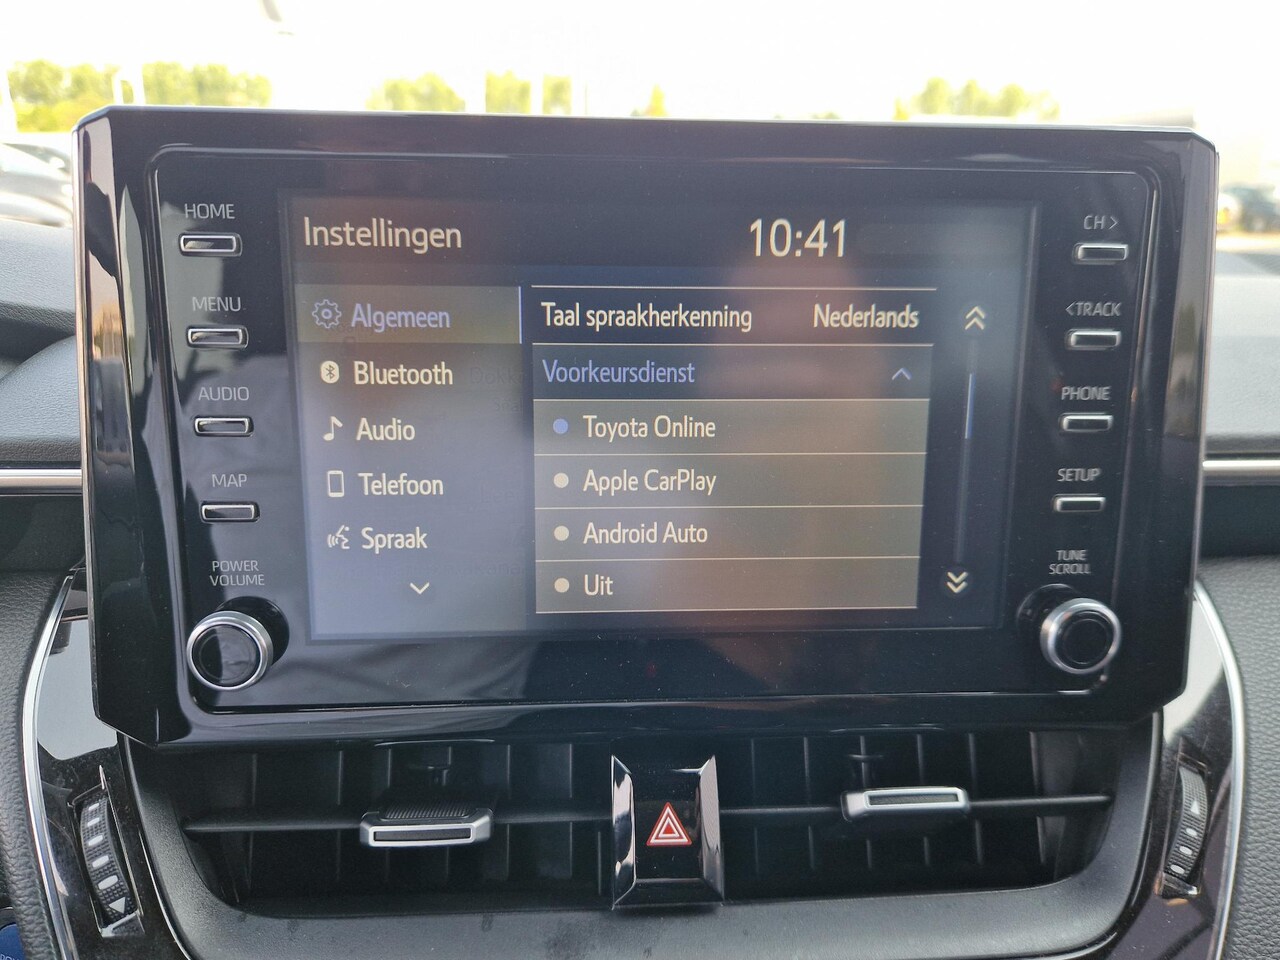 HOME
MENU
AUDIO
MAP
POWER
VOLUME
Instellingen
10:41
Algemeen
Bluetooth
Audio
Telefoon
Spraak
Taal spraakherkenning Nederlands
Voorkeursdienst
Toyota Online
Apple CarPlay
Android Auto
Uit
CH >
< TRACK
PHONE
SETUP
TUNE
SCROLL